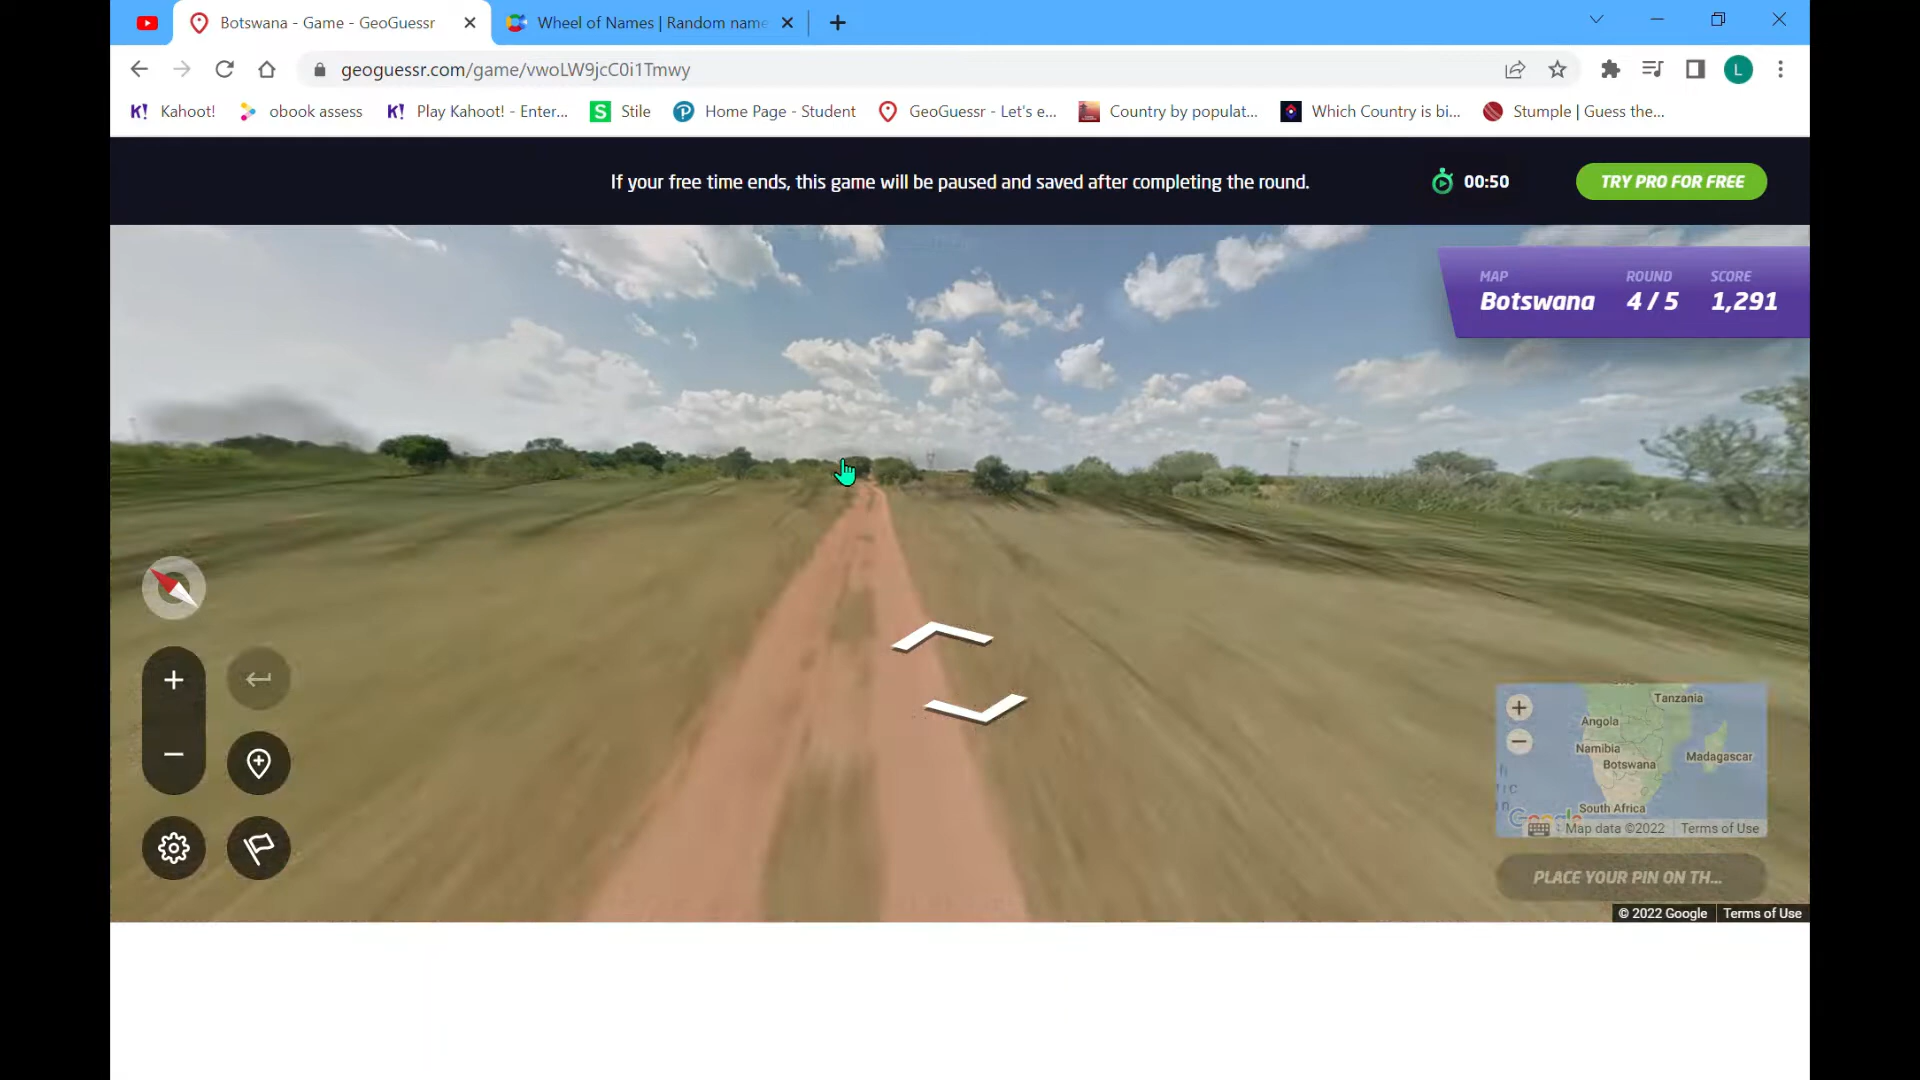 Botswana - Game - GeoGuessr
Wheel of Names | Random name
geoguessr.com/game/vwoLW9jcC0i1Tmwy
L
K! Kahoot!
obook assess
K! Play Kahoot! - Enter...
S Stile
Home Page - Student
GeoGuessr - Let's e...
Country by populat...
Which Country is bi...
Stumple | Guess the...
If your free time ends, this game will be paused and saved after completing the round.
00:50
TRY PRO FOR FREE
MAP ROUND SCORE
Botswana 4 / 5 1,291
Tanzania
Angola
Namibia
Madagascar
Botswana
South Africa
Google
Map data ©2022 Terms of Use
PLACE YOUR PIN ON TH...
© 2022 Google Terms of Use